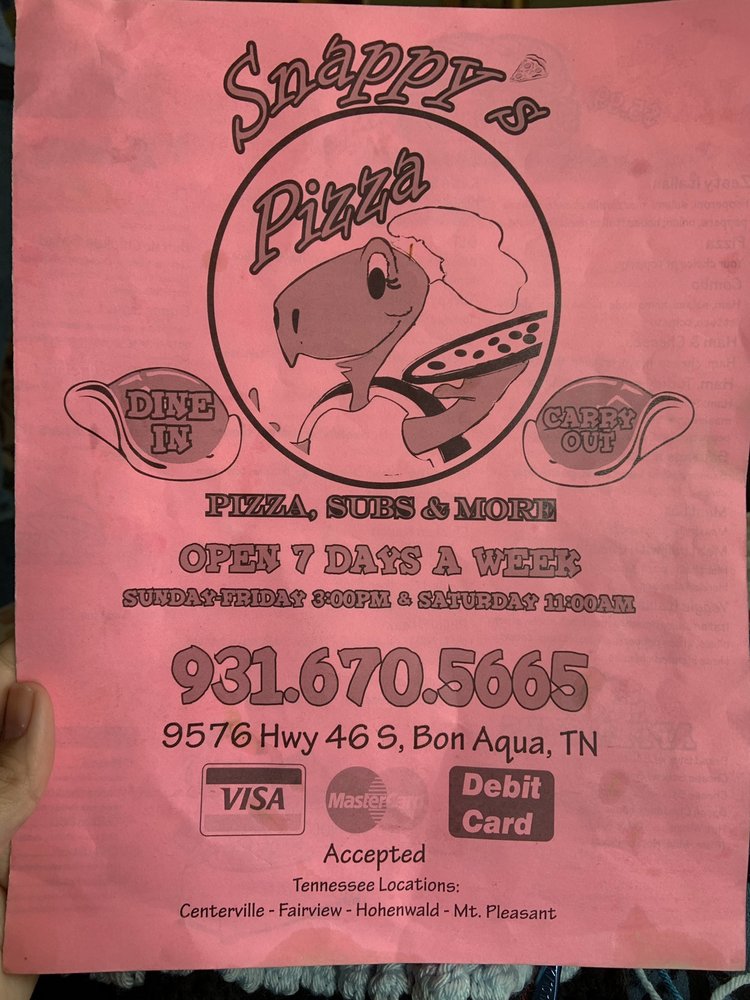 Snappy's
Pizza
DINE IN
CARRY OUT
PIZZA, SUBS & MORE
OPEN 7 DAYS A WEEK
SUNDAY-FRIDAY 3:00PM & SATURDAY 11:00AM
931.670.5665
9576 Hwy 46 S, Bon Aqua, TN
VISA
MasterCard
Debit
Card
Accepted
Tennessee Locations:
Centerville - Fairview - Hohenwald - Mt. Pleasant